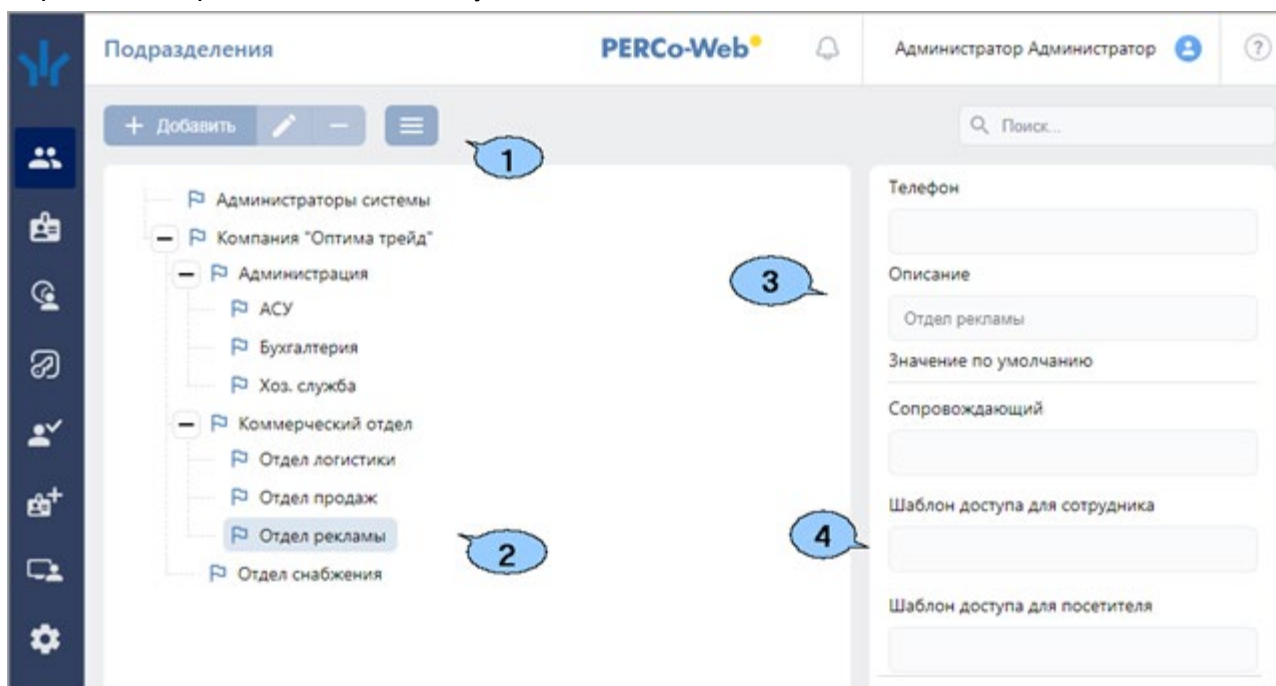 Подразделения
PERCo-Web
Администратор Администратор
?
+ Добавить
Поиск...
1
Администраторы системы
Компания "Оптима трейд"
Администрация
АСУ
Бухгалтерия
Хоз. служба
Коммерческий отдел
Отдел логистики
Отдел продаж
Отдел рекламы
Отдел снабжения
2
3
4
Телефон
Описание
Отдел рекламы
Значение по умолчанию
Сопровождающий
Шаблон доступа для сотрудника
Шаблон доступа для посетителя